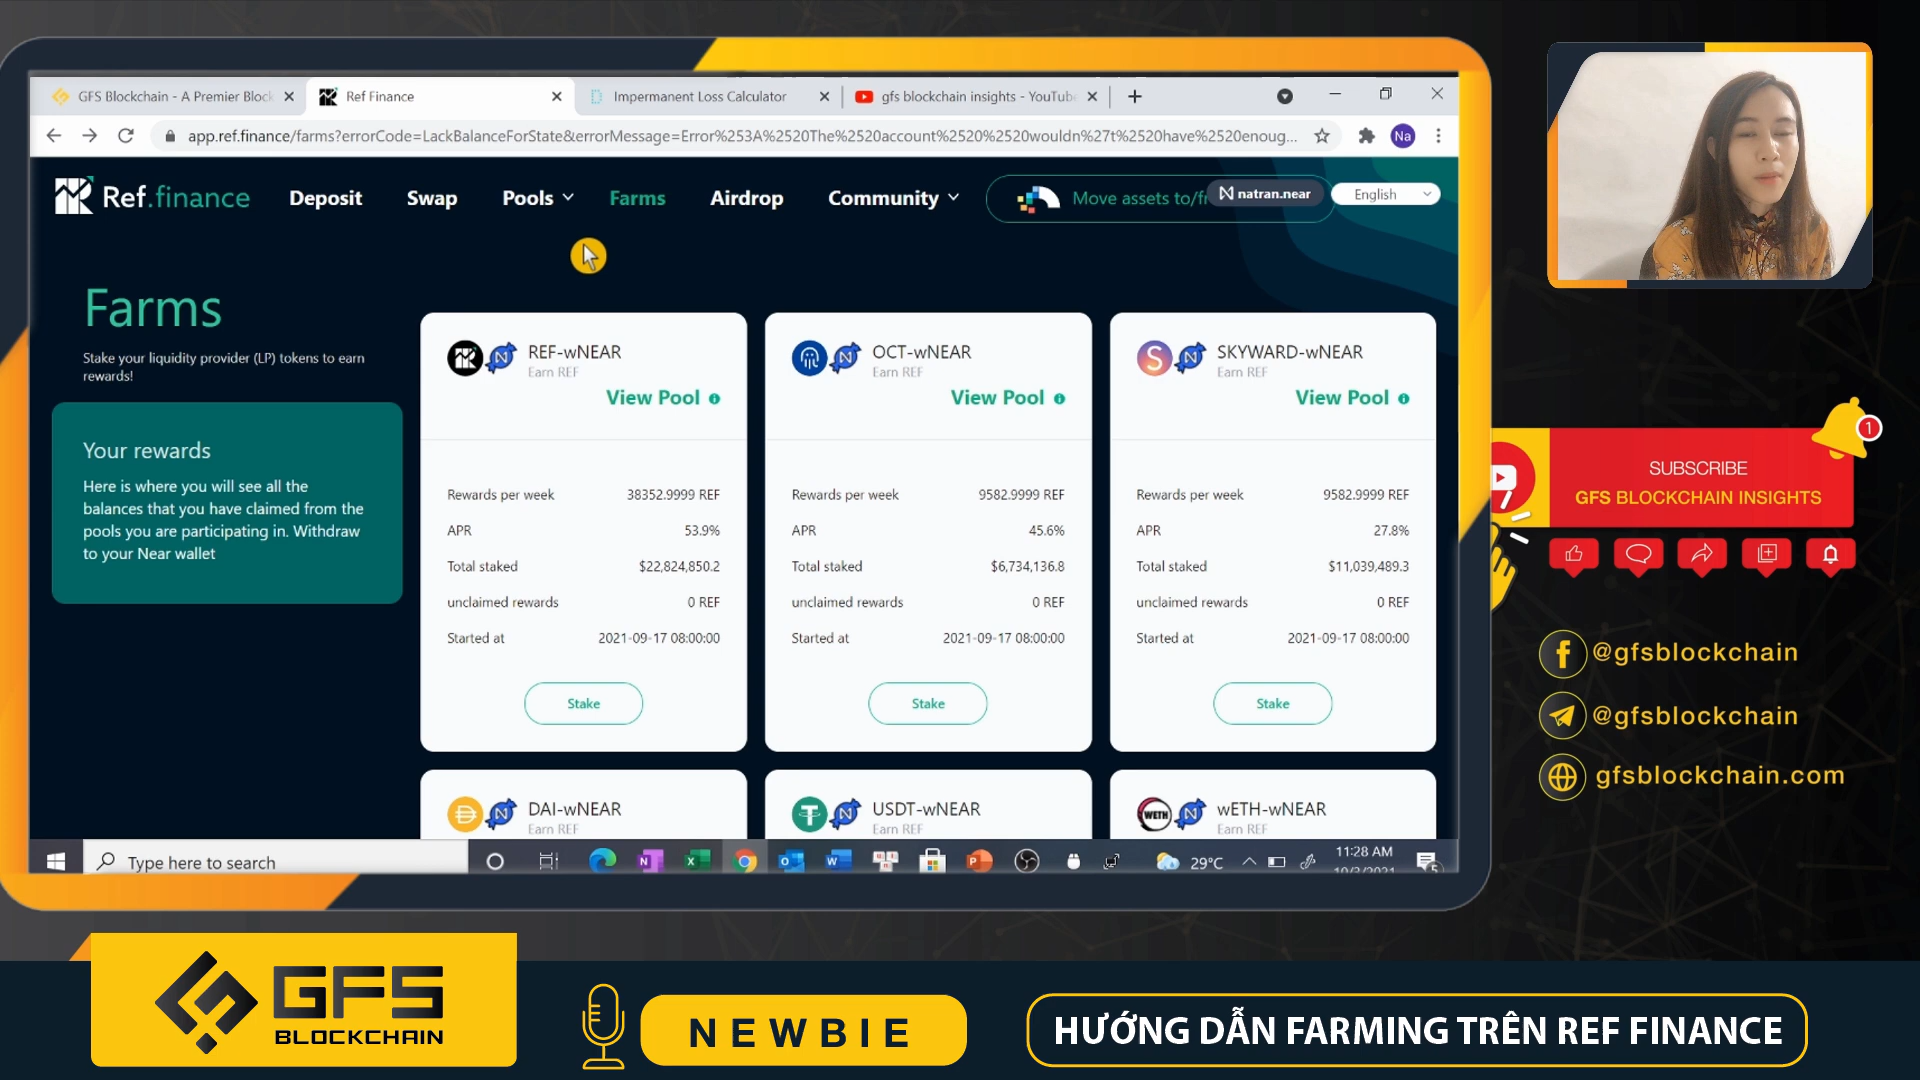 GFS Blockchain - A Premier Block
Ref Finance
Impermanent Loss Calculator
gfs blockchain insights - YouTube
app.ref.finance/farms?errorCode=LackBalanceForState&errorMessage=Error%253A%2520The%2520account%2520%2520wouldn%27t%2520have%2520enoug...
Na
Ref.finance
Deposit
Swap
Pools
Farms
Airdrop
Community
Move assets to/fr
natran.near
English
Farms
Stake your liquidity provider (LP) tokens to earn
rewards!
Your rewards
Here is where you will see all the
balances that you have claimed from the
pools you are participating in. Withdraw
to your Near wallet
REF-wNEAR
Earn REF
View Pool
Rewards per week 38352.9999 REF
APR 53.9%
Total staked $22,824,850.2
unclaimed rewards 0 REF
Started at 2021-09-17 08:00:00
Stake
OCT-wNEAR
Earn REF
View Pool
Rewards per week 9582.9999 REF
APR 45.6%
Total staked $6,734,136.8
unclaimed rewards 0 REF
Started at 2021-09-17 08:00:00
Stake
SKYWARD-wNEAR
Earn REF
View Pool
Rewards per week 9582.9999 REF
APR 27.8%
Total staked $11,039,489.3
unclaimed rewards 0 REF
Started at 2021-09-17 08:00:00
Stake
DAI-wNEAR
Earn REF
USDT-wNEAR
Earn REF
WETH
wETH-wNEAR
Earn REF
Type here to search
29°C
11:28 AM
5
1
SUBSCRIBE
GFS BLOCKCHAIN INSIGHTS
@gfsblockchain
@gfsblockchain
gfsblockchain.com
GFS
BLOCKCHAIN
NEWBIE
HƯỚNG DẪN FARMING TRÊN REF FINANCE